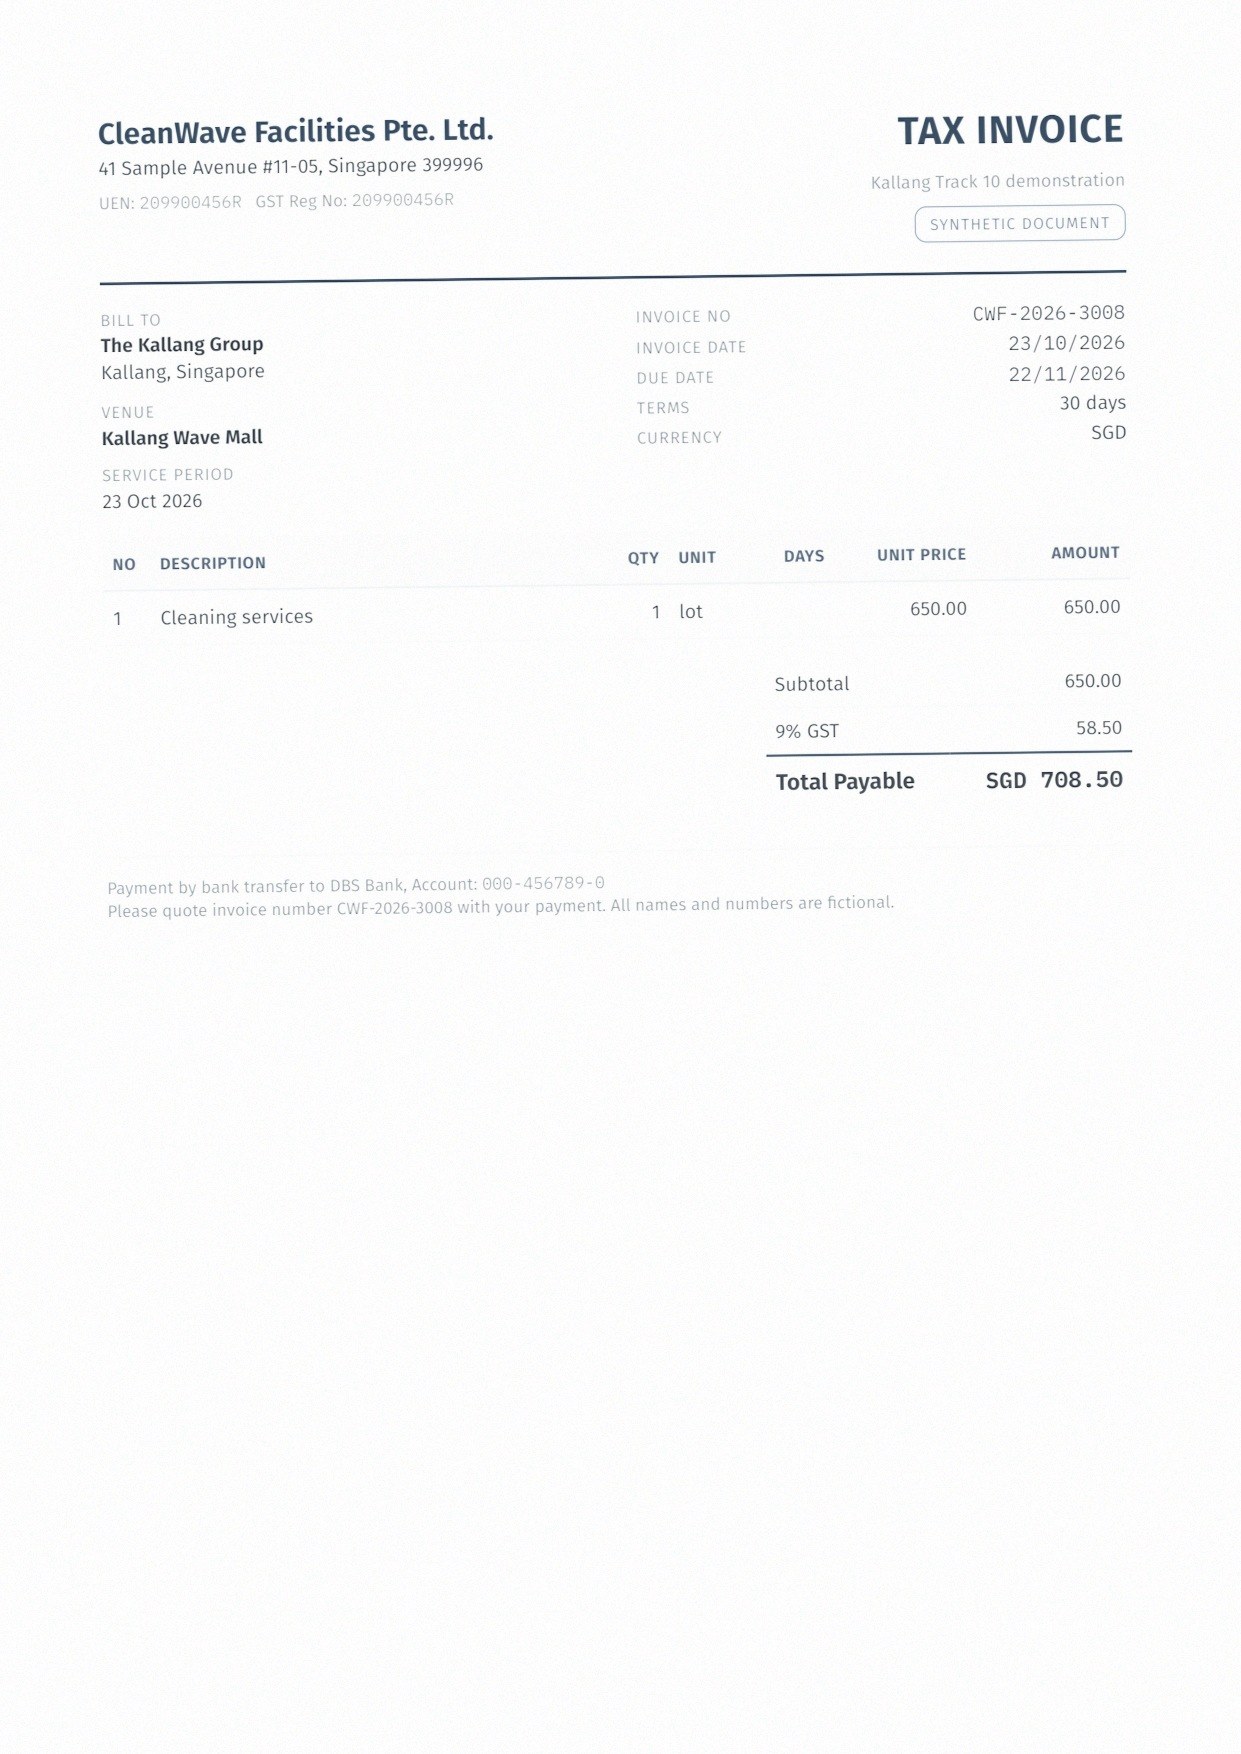 CleanWave Facilities Pte. Ltd.
41 Sample Avenue #11-05, Singapore 399996
UEN: 209900456R GST Reg No: 209900456R
TAX INVOICE
Kallang Track 10 demonstration
SYNTHETIC DOCUMENT
BILL TO
The Kallang Group
Kallang, Singapore
VENUE
Kallang Wave Mall
SERVICE PERIOD
23 Oct 2026
INVOICE NO CWF-2026-3008
INVOICE DATE 23/10/2026
DUE DATE 22/11/2026
TERMS 30 days
CURRENCY SGD
NO DESCRIPTION QTY UNIT DAYS UNIT PRICE AMOUNT
1 Cleaning services 1 lot 650.00 650.00
Subtotal 650.00
9% GST 58.50
Total Payable SGD 708.50
Payment by bank transfer to DBS Bank, Account: 000-456789-0
Please quote invoice number CWF-2026-3008 with your payment. All names and numbers are fictional.